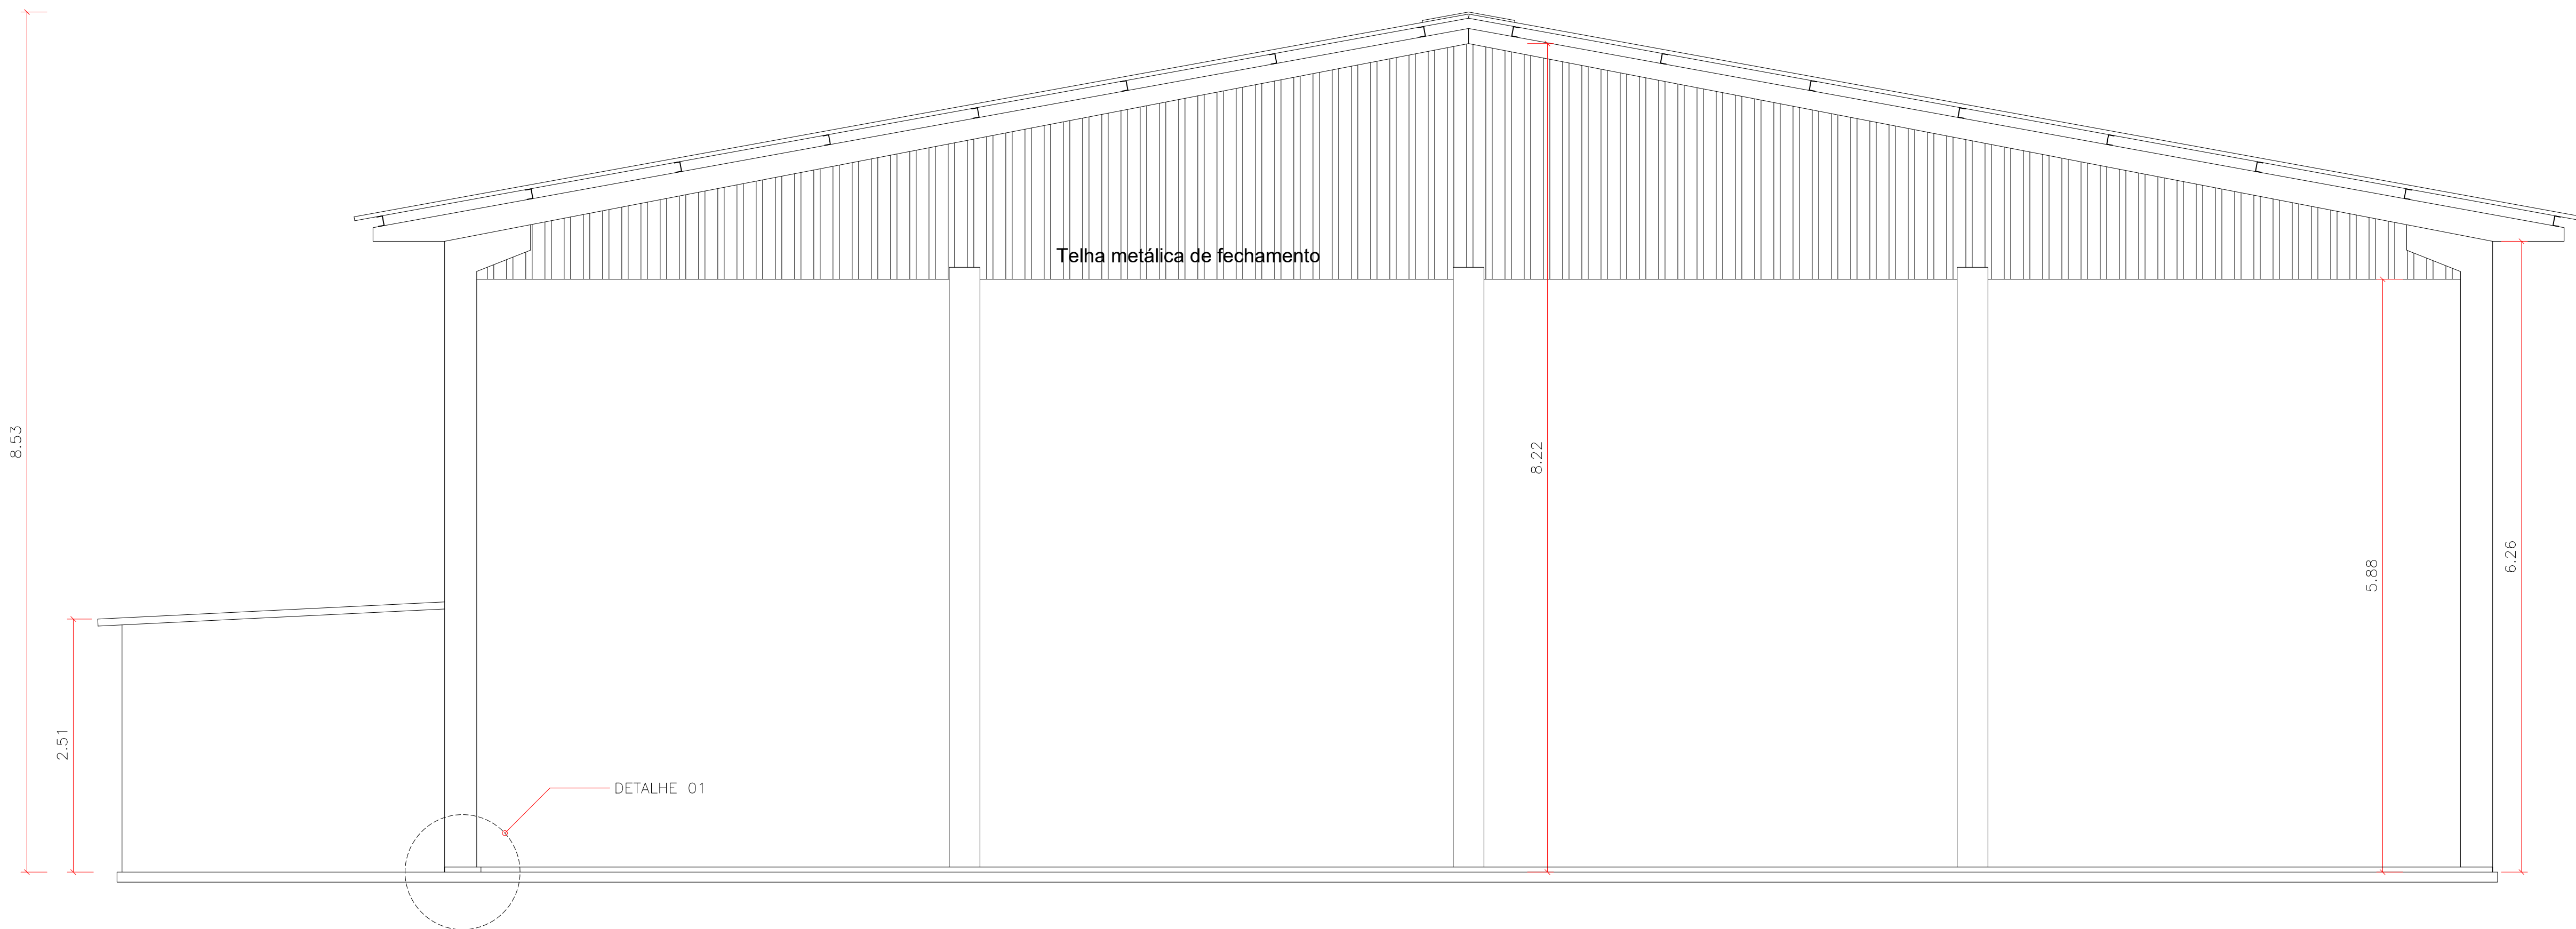 Telha metálica de fechamento
8.53
8.22
5.88
6.26
2.51
DETALHE 01